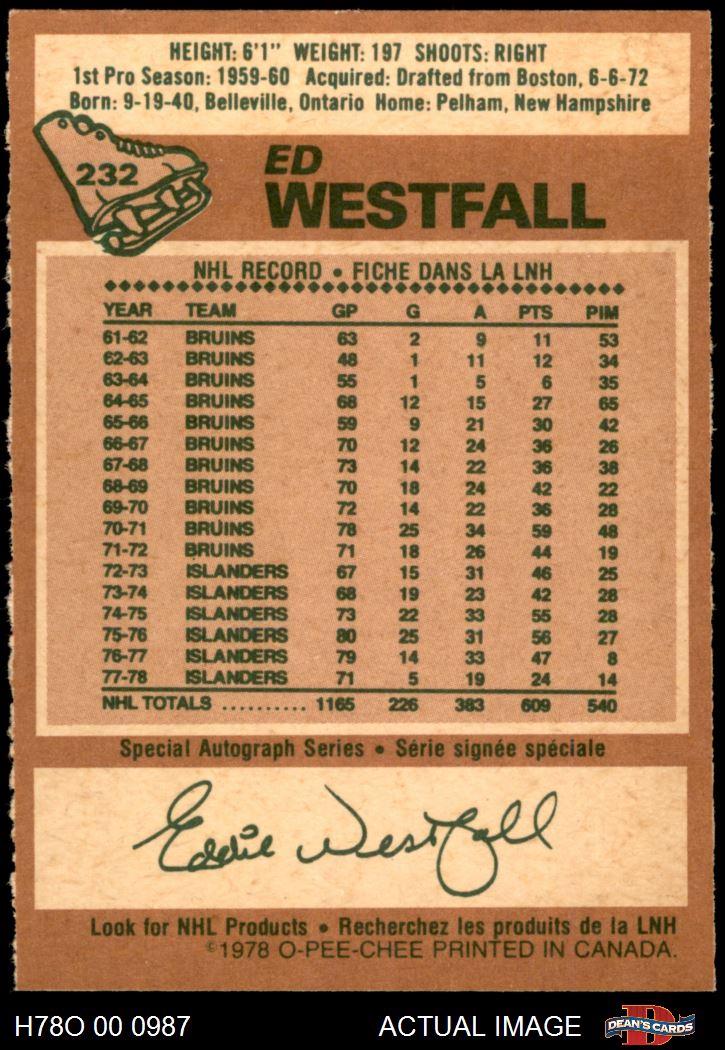 HEIGHT: 6'1" WEIGHT: 197 SHOOTS: RIGHT
1st Pro Season: 1959-60 Acquired: Drafted from Boston, 6-6-72
Born: 9-19-40, Belleville, Ontario Home: Pelham, New Hampshire
232
ED
WESTFALL
NHL RECORD • FICHE DANS LA LNH
YEAR TEAM GP G A PTS PIM
61-62 BRUINS 63 2 9 11 53
62-63 BRUINS 48 1 11 12 34
63-64 BRUINS 55 1 5 6 35
64-65 BRUINS 68 12 15 27 65
65-66 BRUINS 59 9 21 30 42
66-67 BRUINS 70 12 24 36 26
67-68 BRUINS 73 14 22 36 38
68-69 BRUINS 70 18 24 42 22
69-70 BRUINS 72 14 22 36 28
70-71 BRUINS 78 25 34 59 48
71-72 BRUINS 71 18 26 44 19
72-73 ISLANDERS 67 15 31 46 25
73-74 ISLANDERS 68 19 23 42 28
74-75 ISLANDERS 73 22 33 55 28
75-76 ISLANDERS 80 25 31 56 27
76-77 ISLANDERS 79 14 33 47 8
77-78 ISLANDERS 71 5 19 24 14
NHL TOTALS .......... 1165 226 383 609 540
Special Autograph Series • Série signée spéciale
Eddie Westfall
Look for NHL Products • Recherchez les produits de la LNH
©1978 O-PEE-CHEE PRINTED IN CANADA.
H78O 00 0987 ACTUAL IMAGE DEAN'S CARDS